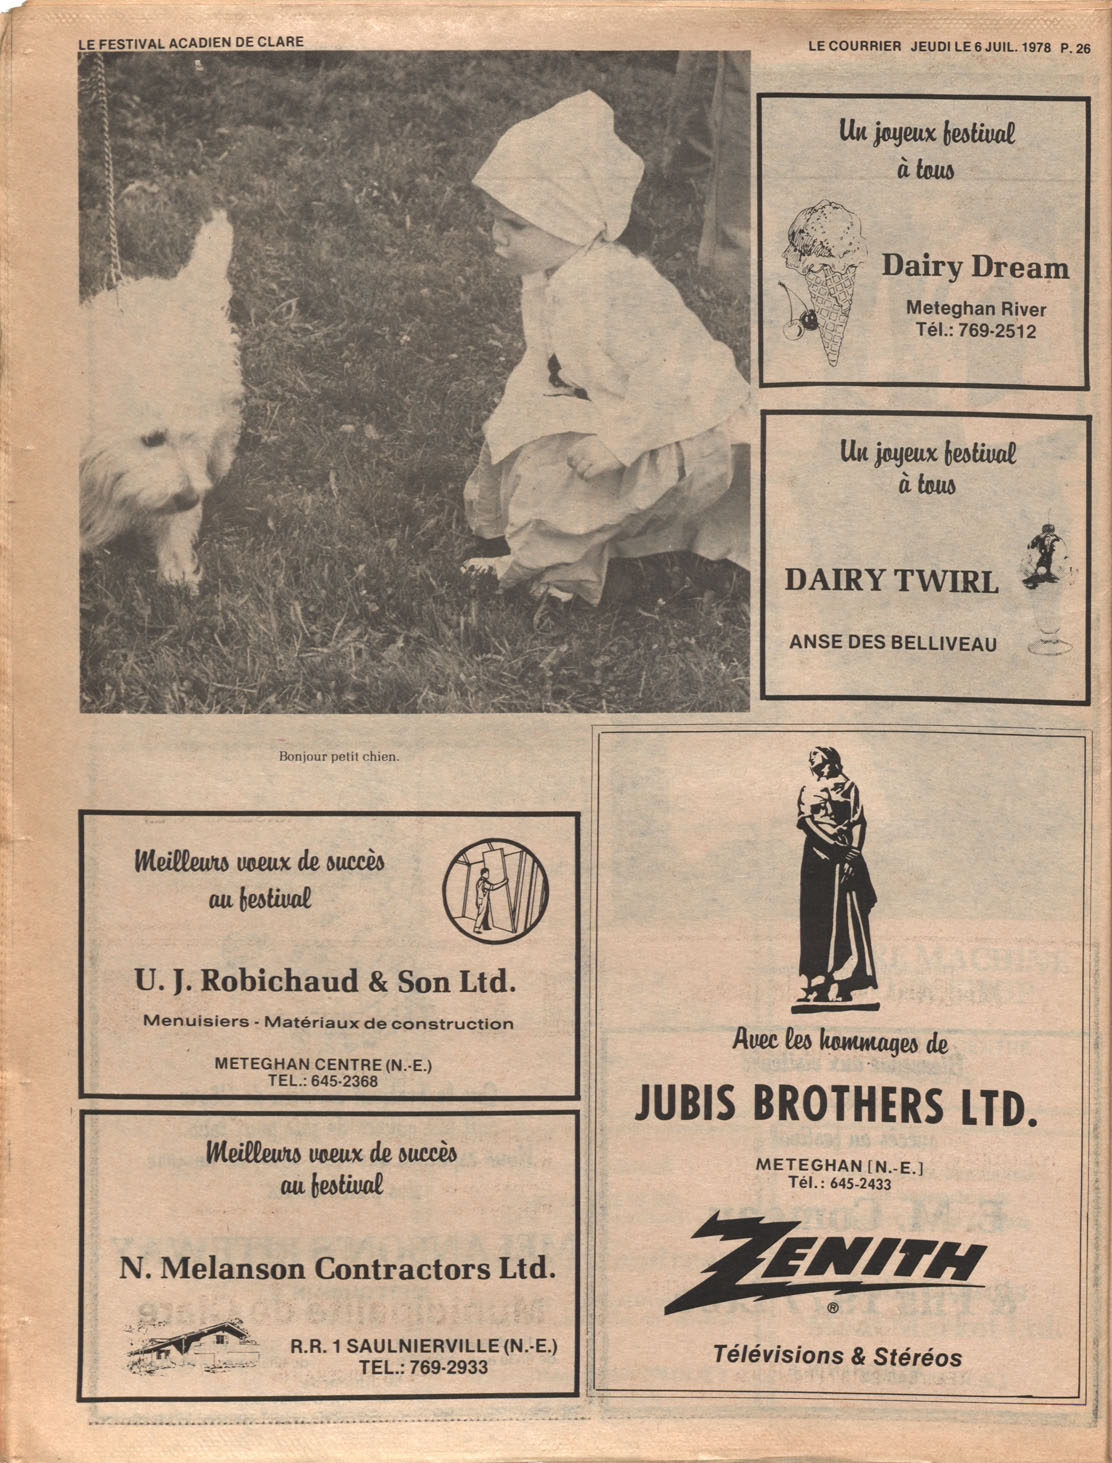 LE FESTIVAL ACADIEN DE CLARE
LE COURRIER JEUDI LE 6 JUIL. 1978 P. 26
Un joyeux festival
à tous
Dairy Dream
Meteghan River
Tél.: 769-2512
Un joyeux festival
à tous
DAIRY TWIRL
ANSE DES BELLIVEAU
Bonjour petit chien.
Meilleurs voeux de succès
au festival
U. J. Robichaud & Son Ltd.
Menuisiers - Matériaux de construction
METEGHAN CENTRE (N.-E.)
TEL.: 645-2368
Meilleurs voeux de succès
au festival
N. Melanson Contractors Ltd.
R.R. 1 SAULNIERVILLE (N.-E.)
TEL.: 769-2933
Avec les hommages de
JUBIS BROTHERS LTD.
METEGHAN [N.-E.]
Tél.: 645-2433
ZENITH
®
Télévisions & Stéréos